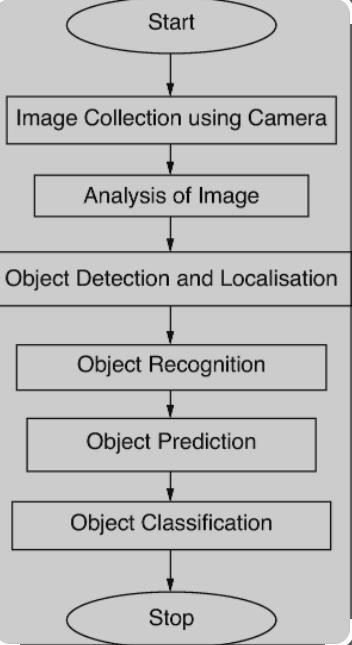 Start
Image Collection using Camera
Analysis of Image
Object Detection and Localisation
Object Recognition
Object Prediction
Object Classification
Stop